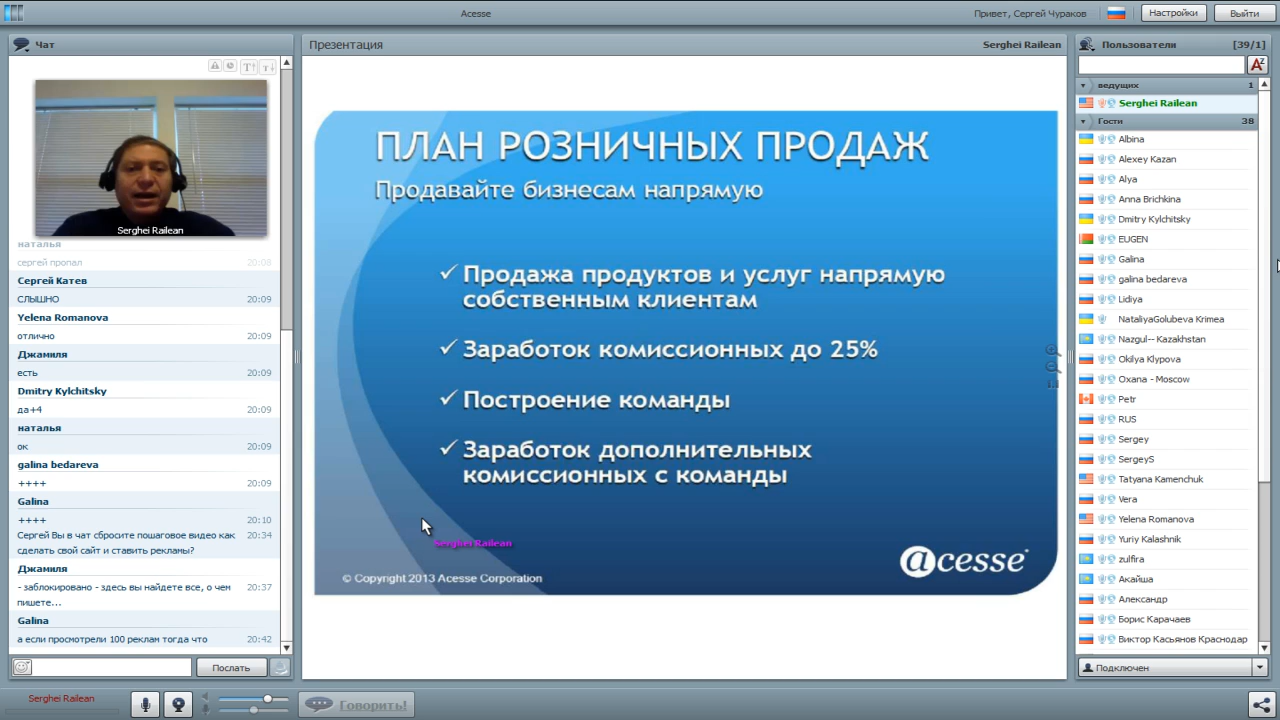 Acesse
Привет, Сергей Чураков
Настройки
Выйти
Чат
Serghei Railean
наталья
сергей пропал 20:08
Сергей Катев
СЛЫШНО 20:09
Yelena Romanova
отлично 20:09
Джамиля
есть 20:09
Dmitry Kylchitsky
да+4 20:09
наталья
ок 20:09
galina bedareva
++++ 20:09
Galina
++++ 20:10
Сергей Вы в чат сбросите пошаговое видео как 20:34
сделать свой сайт и ставить рекланы?
Джамиля
- заблокировано - здесь вы найдете все, о чем 20:37
пишете...
Galina
а если просмотрели 100 реклам тогда что 20:42
Послать
Презентация
Serghei Railean
ПЛАН РОЗНИЧНЫХ ПРОДАЖ
Продавайте бизнесам напрямую
✓ Продажа продуктов и услуг напрямую
собственным клиентам
✓ Заработок комиссионных до 25%
✓ Построение команды
✓ Заработок дополнительных
комиссионных с команды
Serghei Railean
© Copyright 2013 Acesse Corporation
acesse
Пользователи [39/1]
ведущих 1
Serghei Railean
Гости 38
Albina
Alexey Kazan
Alya
Anna Brichkina
Dmitry Kylchitsky
EUGEN
Galina
galina bedareva
Lidiya
NataliyaGolubeva Krimea
Nazgul-- Kazakhstan
Okilya Klypova
Oxana - Moscow
Petr
RUS
Sergey
SergeyS
Tatyana Kamenchuk
Vera
Yelena Romanova
Yuriy Kalashnik
zulfira
Акайша
Александр
Борис Карачаев
Виктор Касьянов Краснодар
Подключен
Serghei Railean
Говорить!